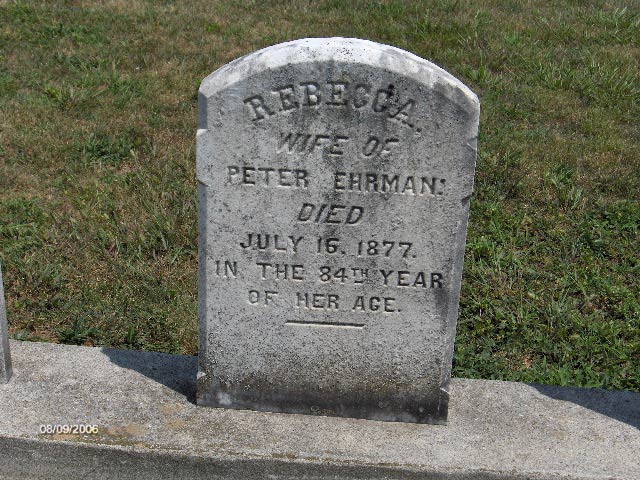 REBECCA.
WIFE OF
PETER EHRMAN:
DIED
JULY 16, 1877.
IN THE 84TH YEAR
OF HER AGE.
08/09/2006